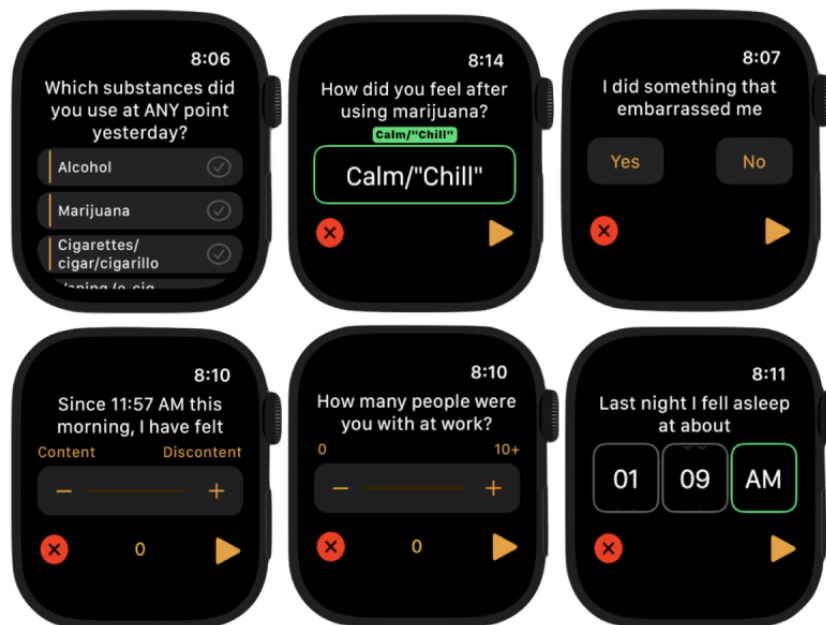 8:06
Which substances did
you use at ANY point
yesterday?
Alcohol
Marijuana
Cigarettes/
cigar/cigarillo
8:14
How did you feel after
using marijuana?
Calm/"Chill"
Calm/"Chill"
8:07
I did something that
embarrassed me
Yes No
8:10
Since 11:57 AM this
morning, I have felt
Content Discontent
− +
0
8:10
How many people were
you with at work?
0 10+
− +
0
8:11
Last night I fell asleep
at about
01 09 AM